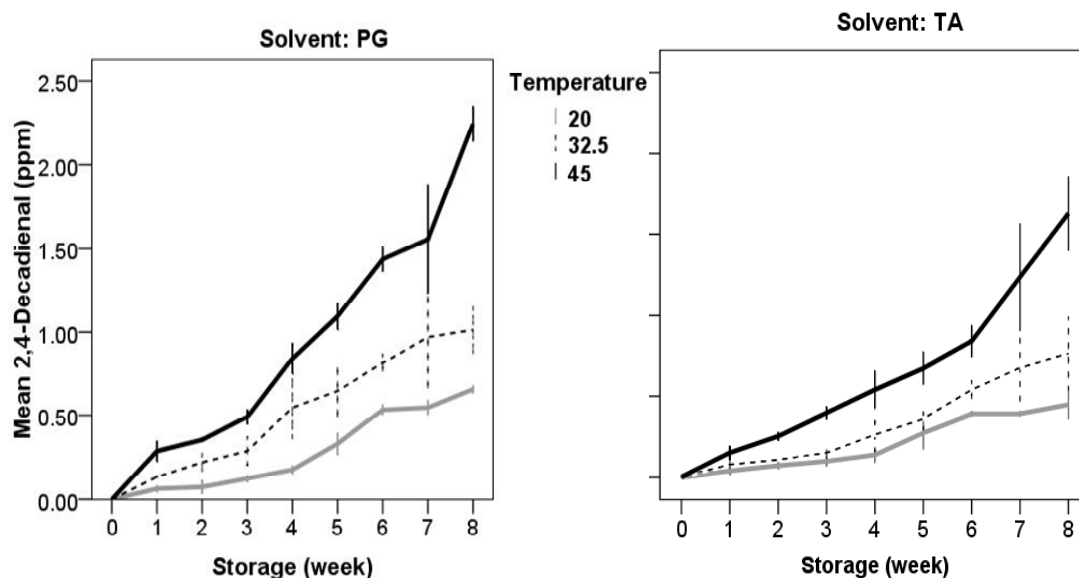 Solvent: PG
Mean 2,4-Decadienal (ppm)
2.50
2.00
1.50
1.00
0.50
0.00
0 1 2 3 4 5 6 7 8
Storage (week)
Temperature
20
32.5
45
Solvent: TA
0 1 2 3 4 5 6 7 8
Storage (week)